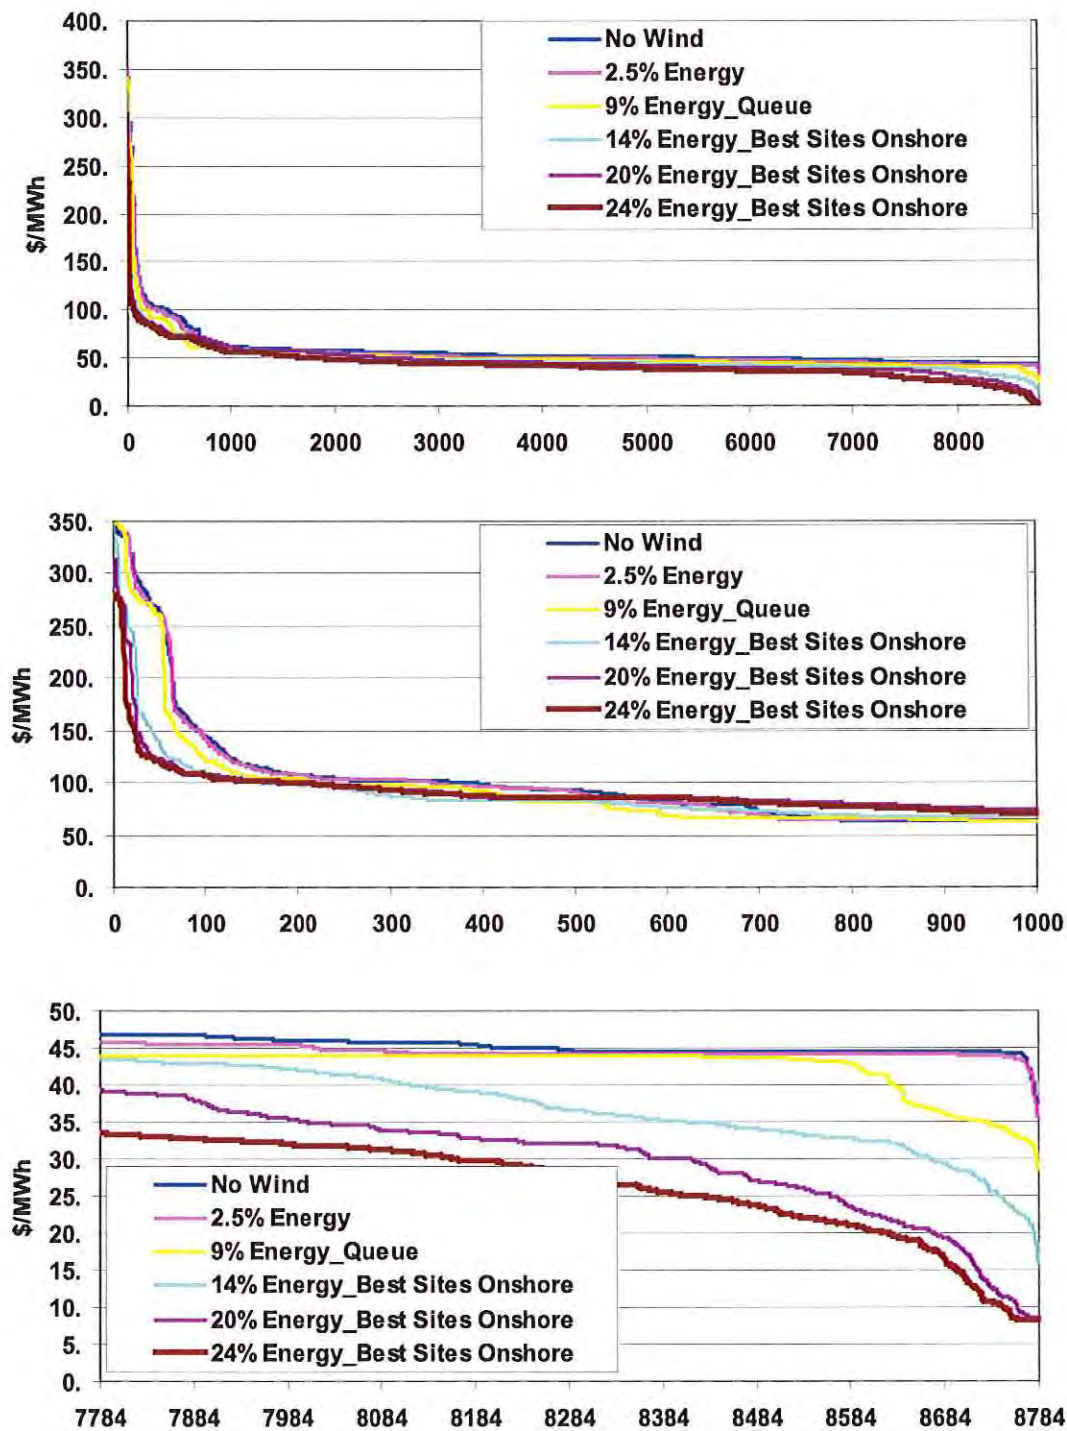 400.
350.
300.
250.
200.
150.
100.
50.
0.
$/MWh
No Wind
2.5% Energy
9% Energy_Queue
14% Energy_Best Sites Onshore
20% Energy_Best Sites Onshore
24% Energy_Best Sites Onshore
0 1000 2000 3000 4000 5000 6000 7000 8000
350.
300.
250.
200.
150.
100.
50.
0.
$/MWh
No Wind
2.5% Energy
9% Energy_Queue
14% Energy_Best Sites Onshore
20% Energy_Best Sites Onshore
24% Energy_Best Sites Onshore
0 100 200 300 400 500 600 700 800 900 1000
50.
45.
40.
35.
30.
25.
20.
15.
10.
5.
0.
$/MWh
No Wind
2.5% Energy
9% Energy_Queue
14% Energy_Best Sites Onshore
20% Energy_Best Sites Onshore
24% Energy_Best Sites Onshore
7784 7884 7984 8084 8184 8284 8384 8484 8584 8684 8784